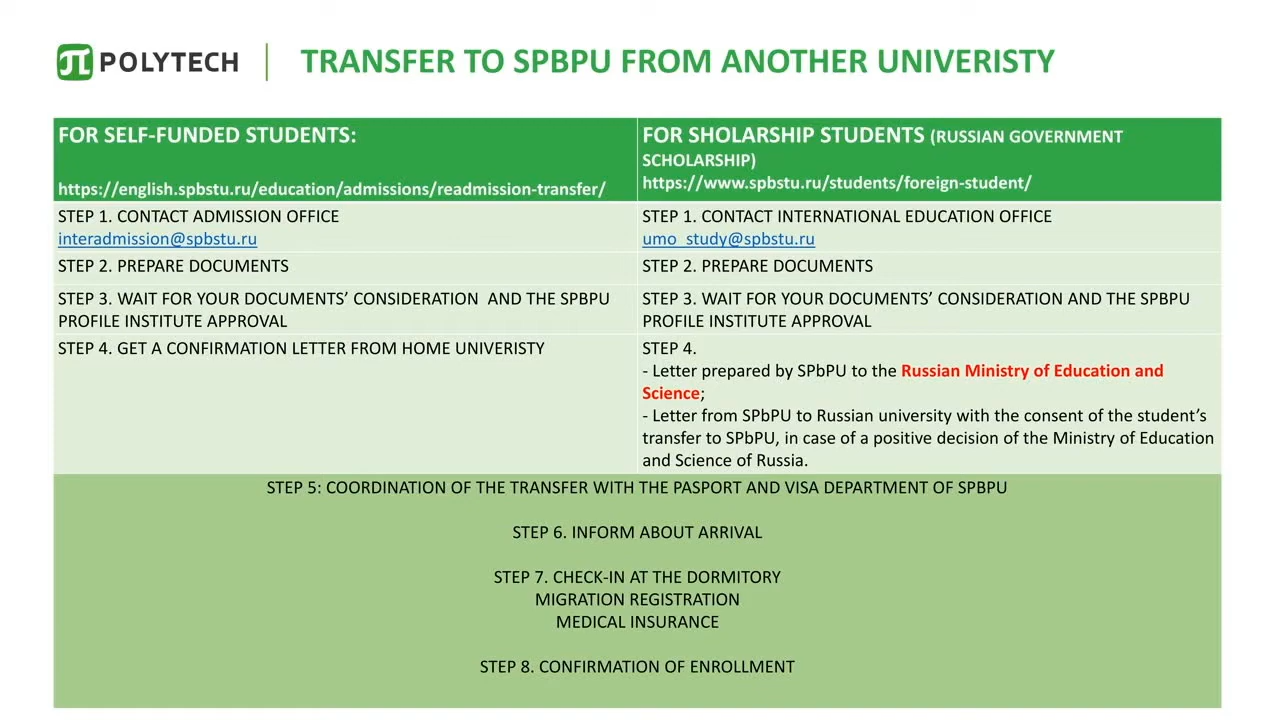 POLYTECH
TRANSFER TO SPBPU FROM ANOTHER UNIVERISTY
FOR SELF-FUNDED STUDENTS:
https://english.spbstu.ru/education/admissions/readmission-transfer/
FOR SHOLARSHIP STUDENTS (RUSSIAN GOVERNMENT
SCHOLARSHIP)
https://www.spbstu.ru/students/foreign-student/
STEP 1. CONTACT ADMISSION OFFICE
interadmission@spbstu.ru
STEP 1. CONTACT INTERNATIONAL EDUCATION OFFICE
umo_study@spbstu.ru
STEP 2. PREPARE DOCUMENTS
STEP 2. PREPARE DOCUMENTS
STEP 3. WAIT FOR YOUR DOCUMENTS’ CONSIDERATION AND THE SPBPU
PROFILE INSTITUTE APPROVAL
STEP 3. WAIT FOR YOUR DOCUMENTS’ CONSIDERATION AND THE SPBPU
PROFILE INSTITUTE APPROVAL
STEP 4. GET A CONFIRMATION LETTER FROM HOME UNIVERISTY
STEP 4.
- Letter prepared by SPbPU to the Russian Ministry of Education and
Science;
- Letter from SPbPU to Russian university with the consent of the student’s
transfer to SPbPU, in case of a positive decision of the Ministry of Education
and Science of Russia.
STEP 5: COORDINATION OF THE TRANSFER WITH THE PASPORT AND VISA DEPARTMENT OF SPBPU
STEP 6. INFORM ABOUT ARRIVAL
STEP 7. CHECK-IN AT THE DORMITORY
MIGRATION REGISTRATION
MEDICAL INSURANCE
STEP 8. CONFIRMATION OF ENROLLMENT